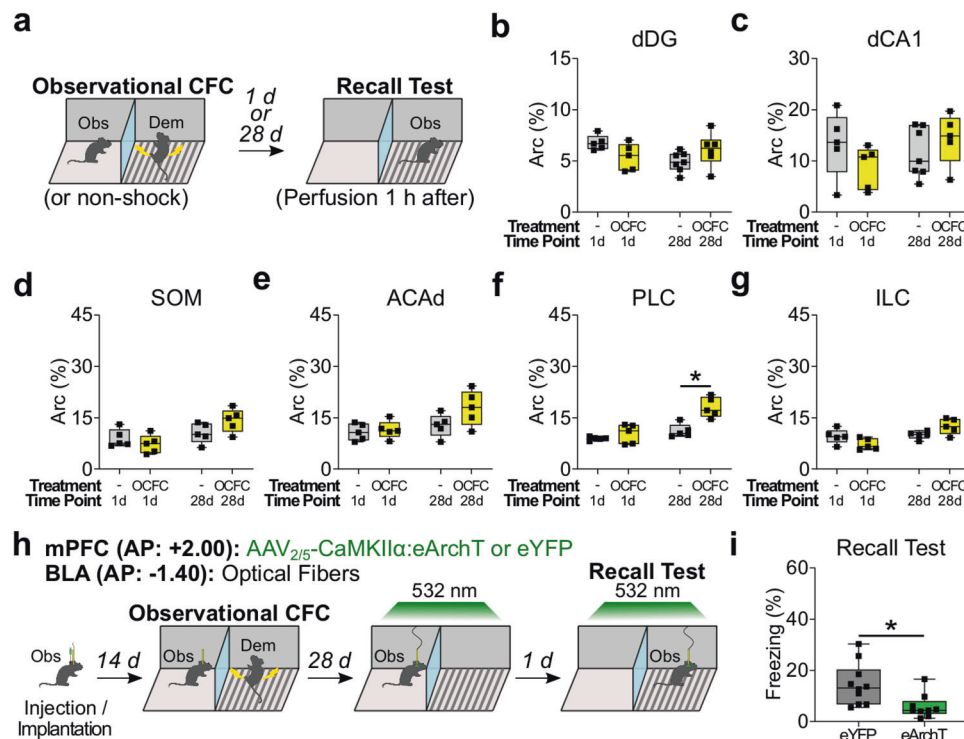 a
Observational CFC
1 d
or
28 d
Recall Test
Obs
Dem
Obs
(or non-shock)
(Perfusion 1 h after)
b
dDG
Arc (%)
15
10
5
0
Treatment - OCFC - OCFC
Time Point 1d 1d 28d 28d
c
dCA1
Arc (%)
30
20
10
0
- OCFC - OCFC
1d 1d 28d 28d
d
SOM
Arc (%)
45
30
15
0
Treatment - OCFC - OCFC
Time Point 1d 1d 28d 28d
e
ACAd
Arc (%)
45
30
15
0
- OCFC - OCFC
1d 1d 28d 28d
f
PLC
Arc (%)
45
30
15
0
*
Treatment - OCFC - OCFC
Time Point 1d 1d 28d 28d
g
ILC
Arc (%)
45
30
15
0
- OCFC - OCFC
1d 1d 28d 28d
h
mPFC (AP: +2.00): AAV2/5-CaMKIIα:eArchT or eYFP
BLA (AP: -1.40): Optical Fibers
Observational CFC
532 nm
Recall Test
532 nm
Obs
14 d
Obs
Dem
28 d
Obs
1 d
Obs
Injection /
Implantation
i
Recall Test
Freezing (%)
60
40
20
0
*
eYFP eArchT